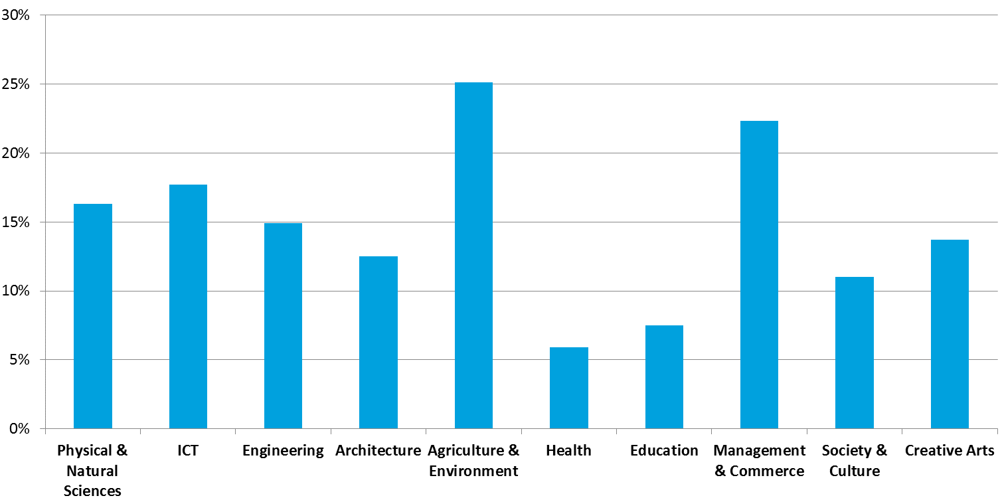 30%
25%
20%
15%
10%
5%
0%
Physical &
Natural
Sciences
ICT
Engineering
Architecture
Agriculture &
Environment
Health
Education
Management
& Commerce
Society &
Culture
Creative Arts